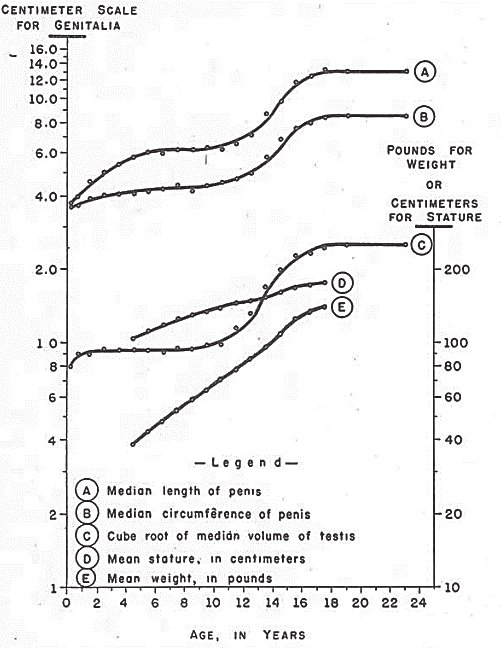 CENTIMETER SCALE
FOR GENITALIA
16.0
14.0
12.0
10.0
8.0
6.0
4.0
2.0
1.0
8
6
4
2
1
A
B
POUNDS FOR
WEIGHT
OR
CENTIMETERS
FOR STATURE
C
D
E
200
100
80
60
40
20
10
— Legend —
A Median length of penis
B Median circumférence of penis
C Cube root of median volume of testis
D Mean stature, in centimeters
E Mean weight, in pounds
0 2 4 6 8 10 12 14 16 18 20 22 24
AGE, IN YEARS